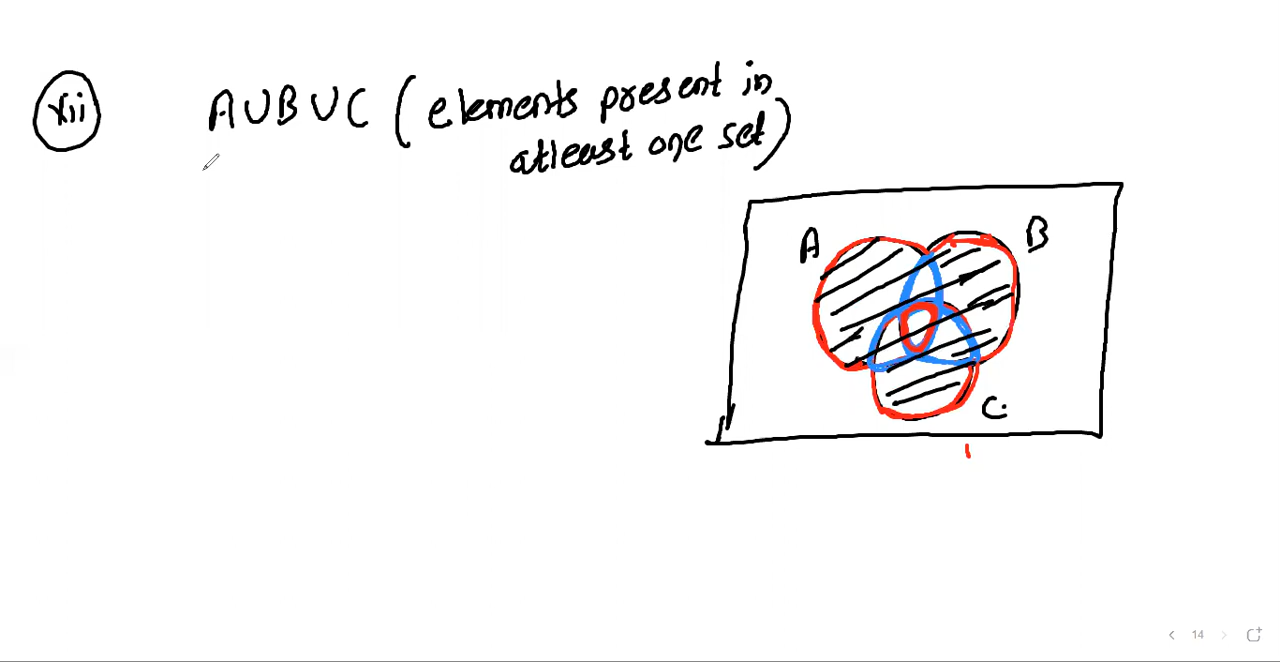 xii
A∪B∪C (elements present in
atleast one set)
A
B
C
14